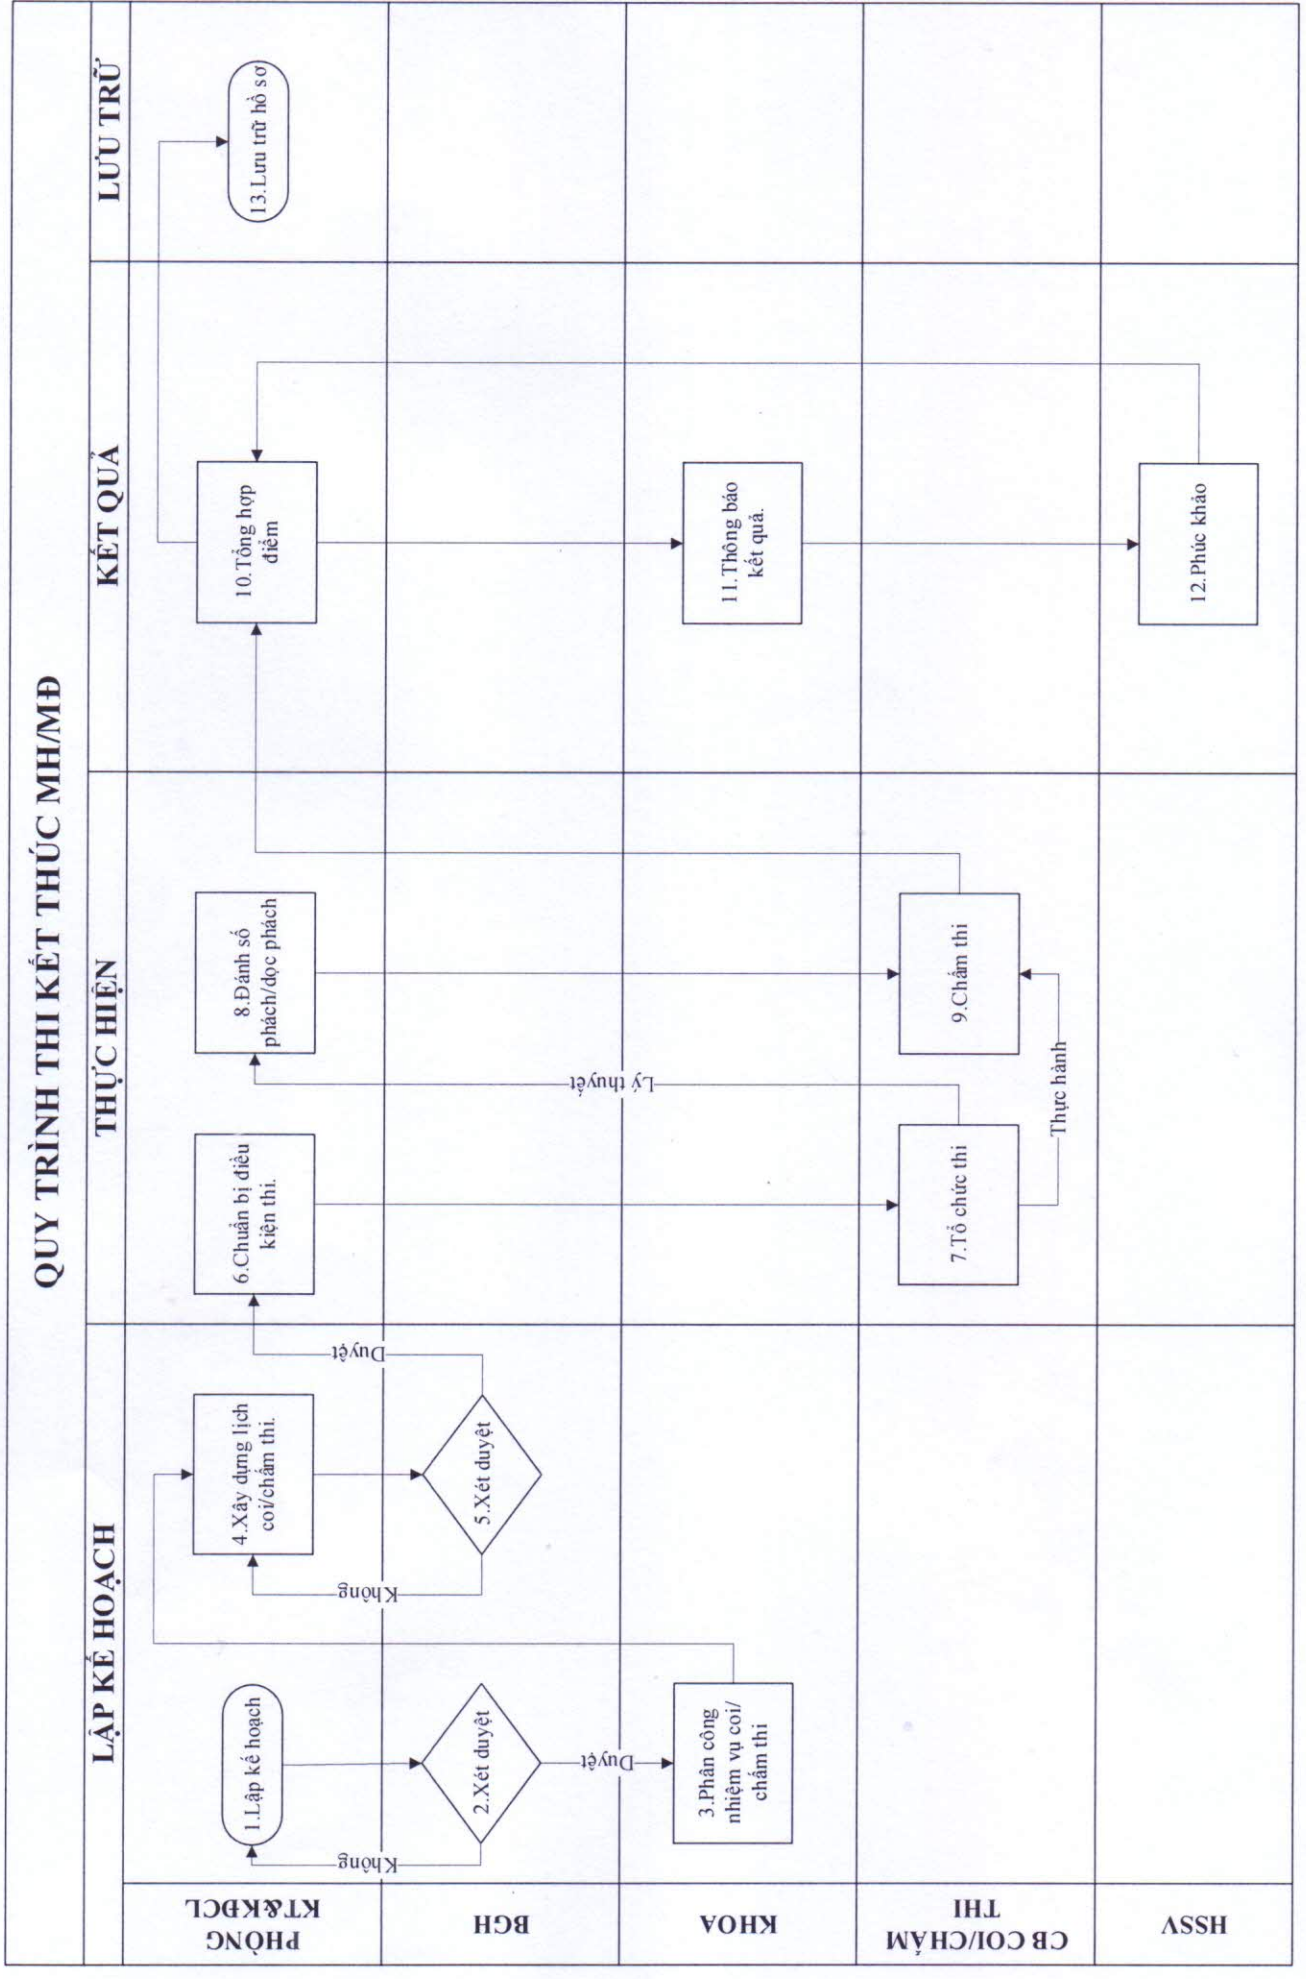 QUY TRÌNH THI KẾT THÚC MH/MĐ
LẬP KẾ HOẠCH
THỰC HIỆN
KẾT QUẢ
LƯU TRỮ
PHÒNG
KT&KĐCL
1.Lập kế hoạch
4.Xây dựng lịch
coi/chấm thi.
6.Chuẩn bị điều
kiện thi.
8.Đánh số
phách/dọc phách
10.Tổng hợp
điểm
13.Lưu trữ hồ sơ
Không
Không
Duyệt
BGH
2.Xét duyệt
5.Xét duyệt
Duyệt
Lý thuyết
KHOA
3.Phân công
nhiệm vụ coi/
chấm thi
11.Thông báo
kết quả.
CB COI/CHẤM
THI
7.Tổ chức thi
9.Chấm thi
Thực hành
HSSV
12.Phúc khảo